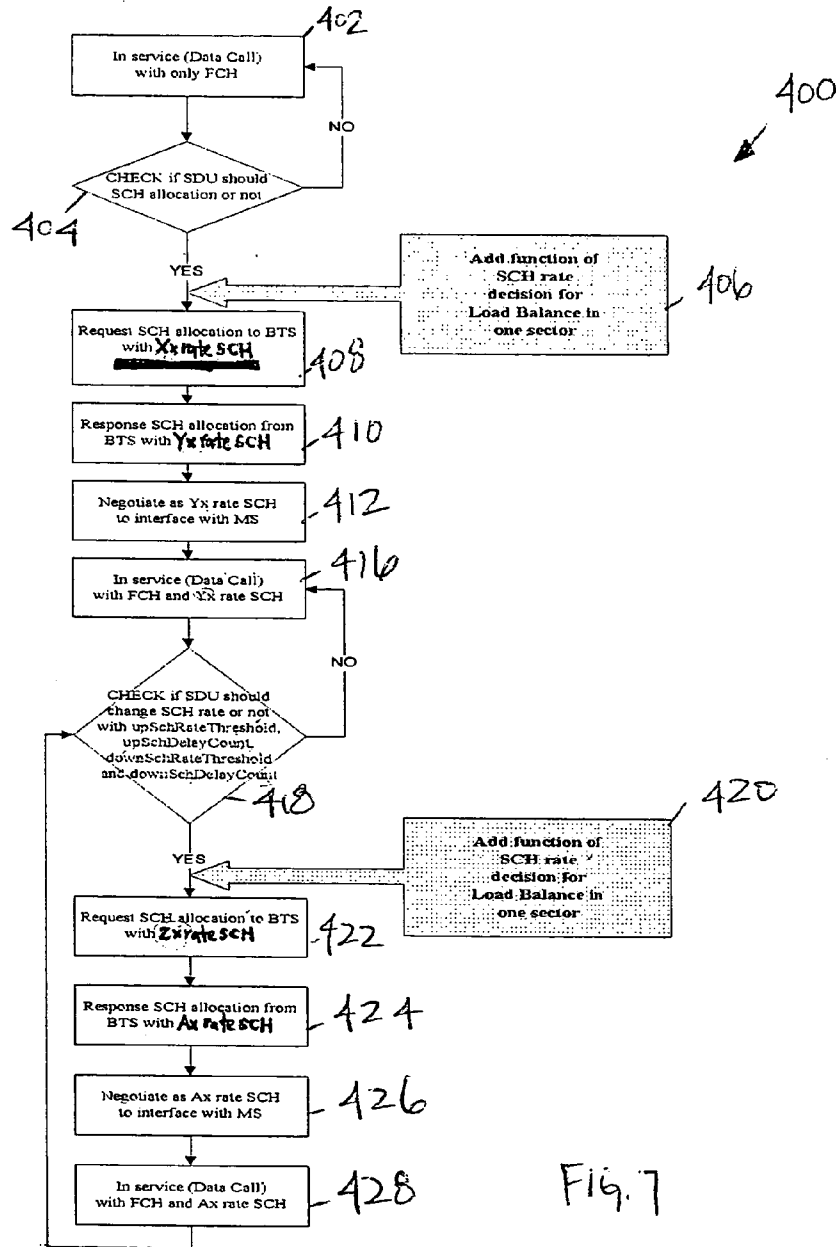 402
In service (Data Call)
with only FCH
400
NO
CHECK if SDU should
SCH allocation or not
404
YES
Add function of
SCH rate
decision for
Load Balance in
one sector
406
Request SCH allocation to BTS
with Xx rate SCH
408
Response SCH allocation from
BTS with Yx rate SCH
410
Negotiate as Yx rate SCH
to interface with MS
412
416
In service (Data Call)
with FCH and Yx rate SCH
NO
CHECK if SDU should
change SCH rate or not
with upSchRateThreshold,
upSchDelayCount,
downSchRateThreshold
and downSchDelayCount
418
420
YES
Add function of
SCH rate
decision for
Load Balance in
one sector
Request SCH allocation to BTS
with Zx rate SCH
422
Response SCH allocation from
BTS with Ax rate SCH
424
Negotiate as Ax rate SCH
to interface with MS
426
In service (Data Call)
with FCH and Ax rate SCH
428
FIG. 7